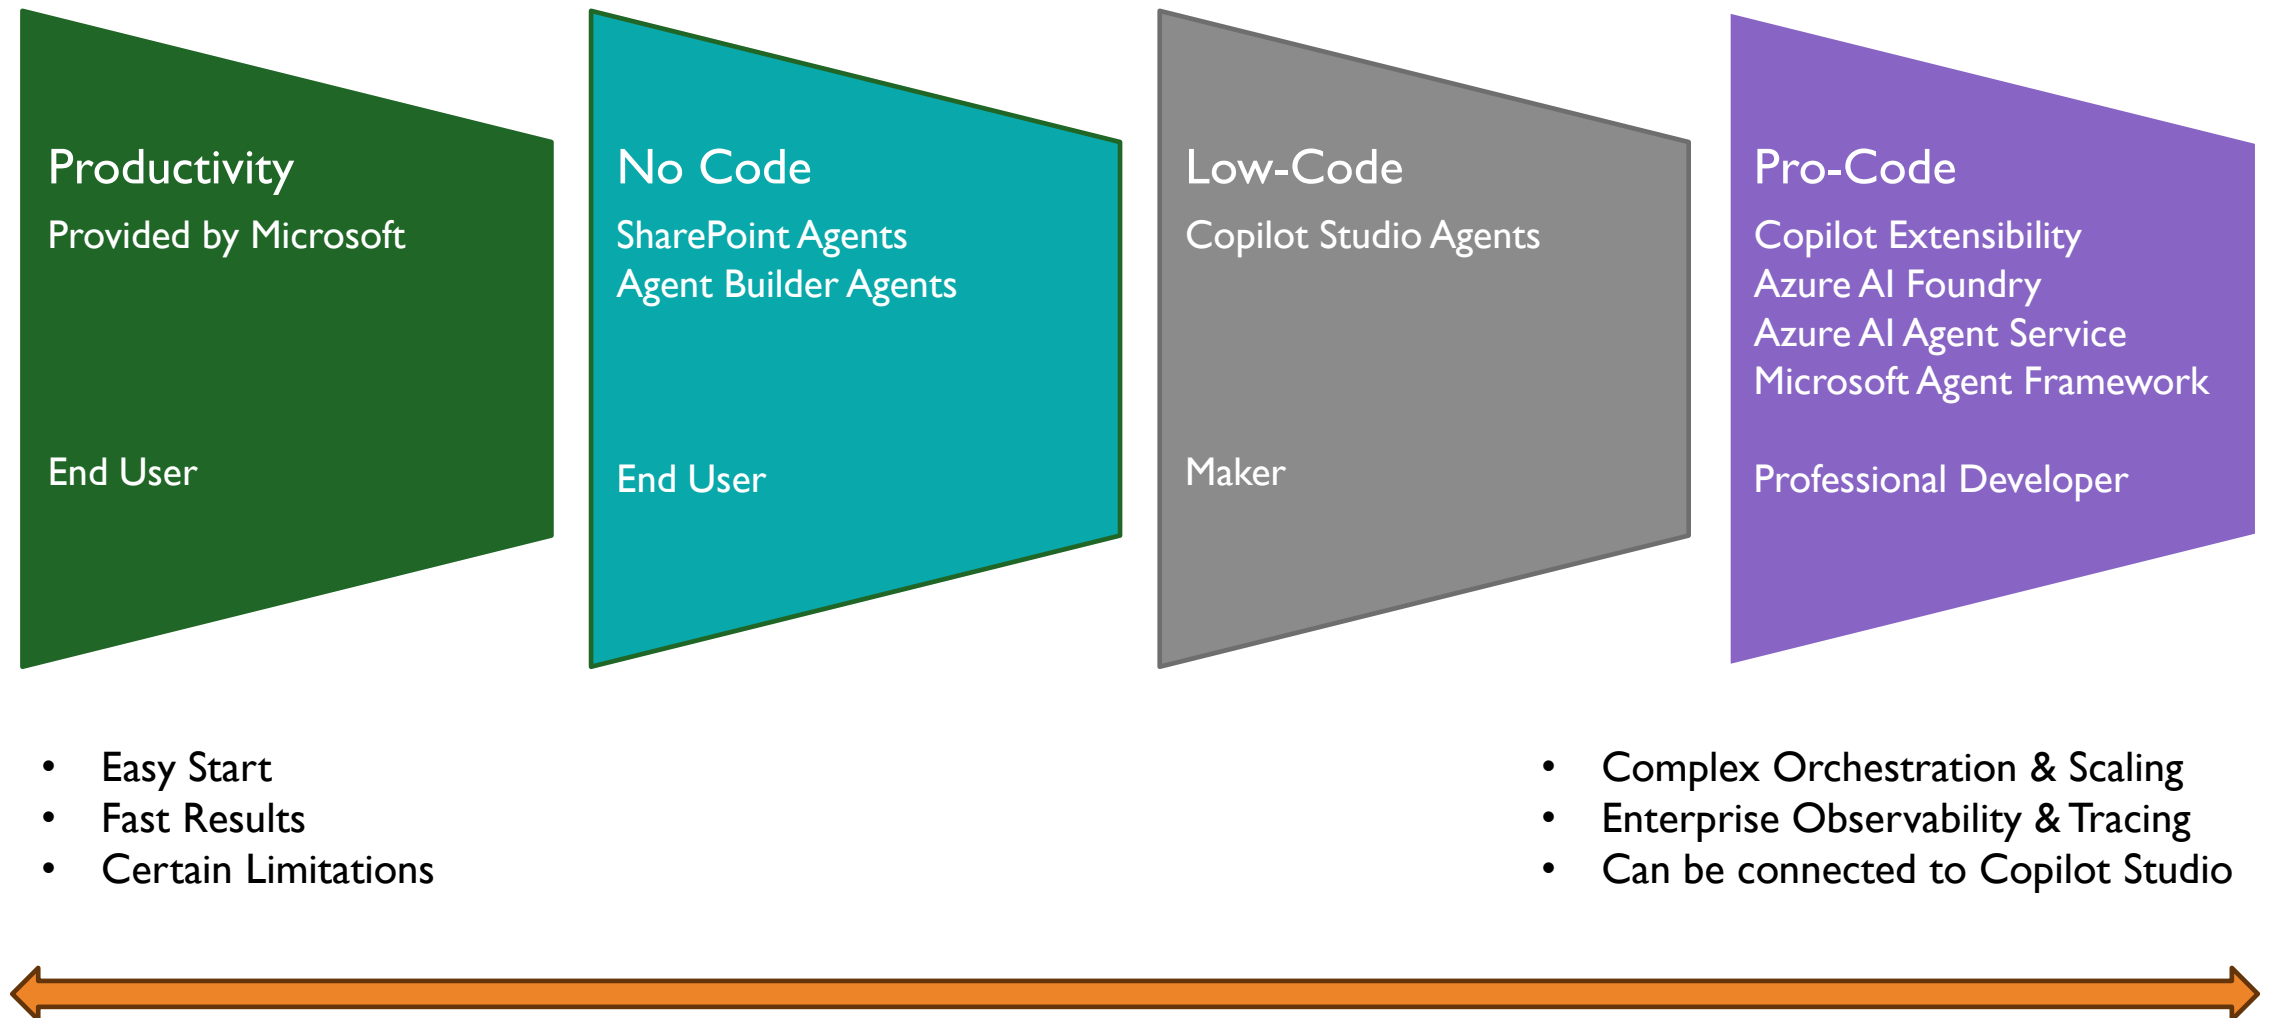 Productivity
Provided by Microsoft
End User
No Code
SharePoint Agents
Agent Builder Agents
End User
Low-Code
Copilot Studio Agents
Maker
Pro-Code
Copilot Extensibility
Azure AI Foundry
Azure AI Agent Service
Microsoft Agent Framework
Professional Developer
• Easy Start
• Fast Results
• Certain Limitations
• Complex Orchestration & Scaling
• Enterprise Observability & Tracing
• Can be connected to Copilot Studio